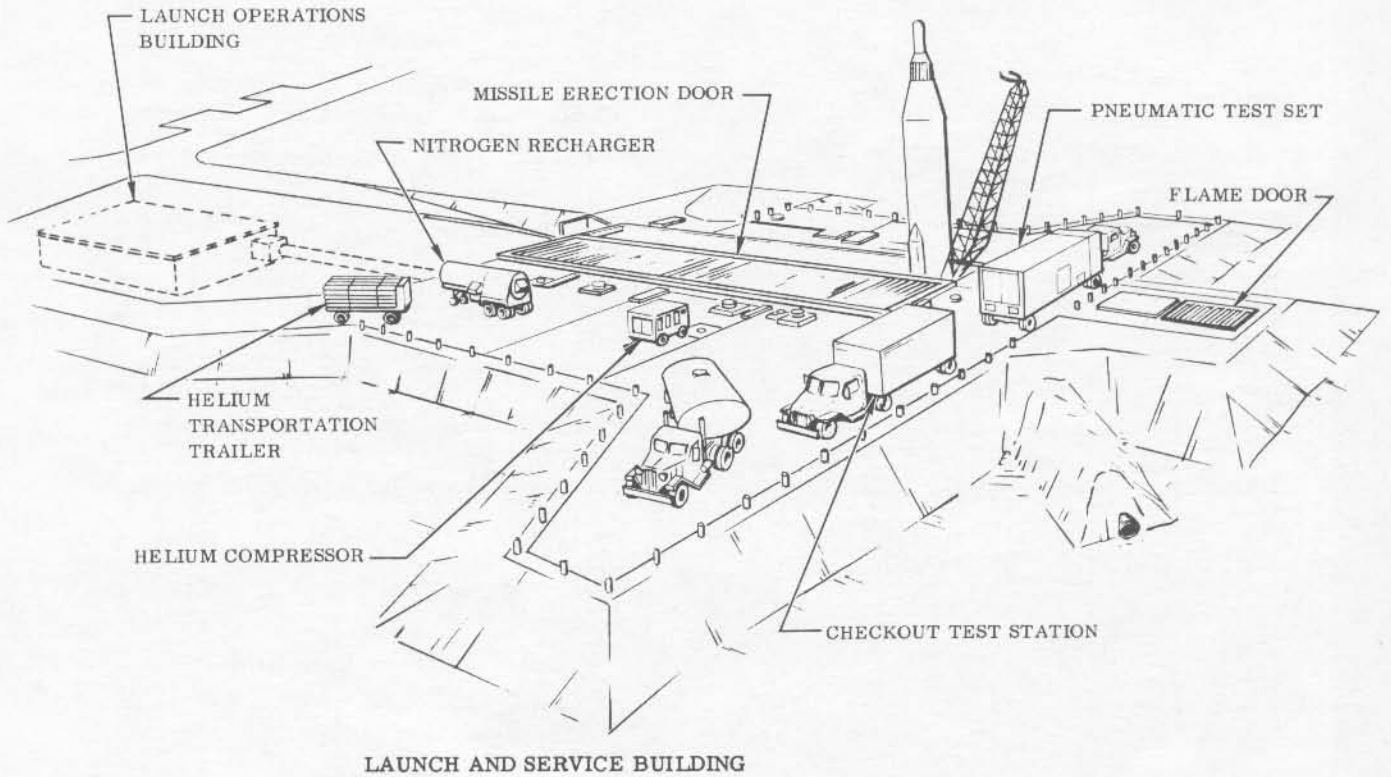 LAUNCH OPERATIONS
BUILDING
MISSILE ERECTION DOOR
PNEUMATIC TEST SET
NITROGEN RECHARGER
FLAME DOOR
HELIUM
TRANSPORTATION
TRAILER
HELIUM COMPRESSOR
CHECKOUT TEST STATION
LAUNCH AND SERVICE BUILDING